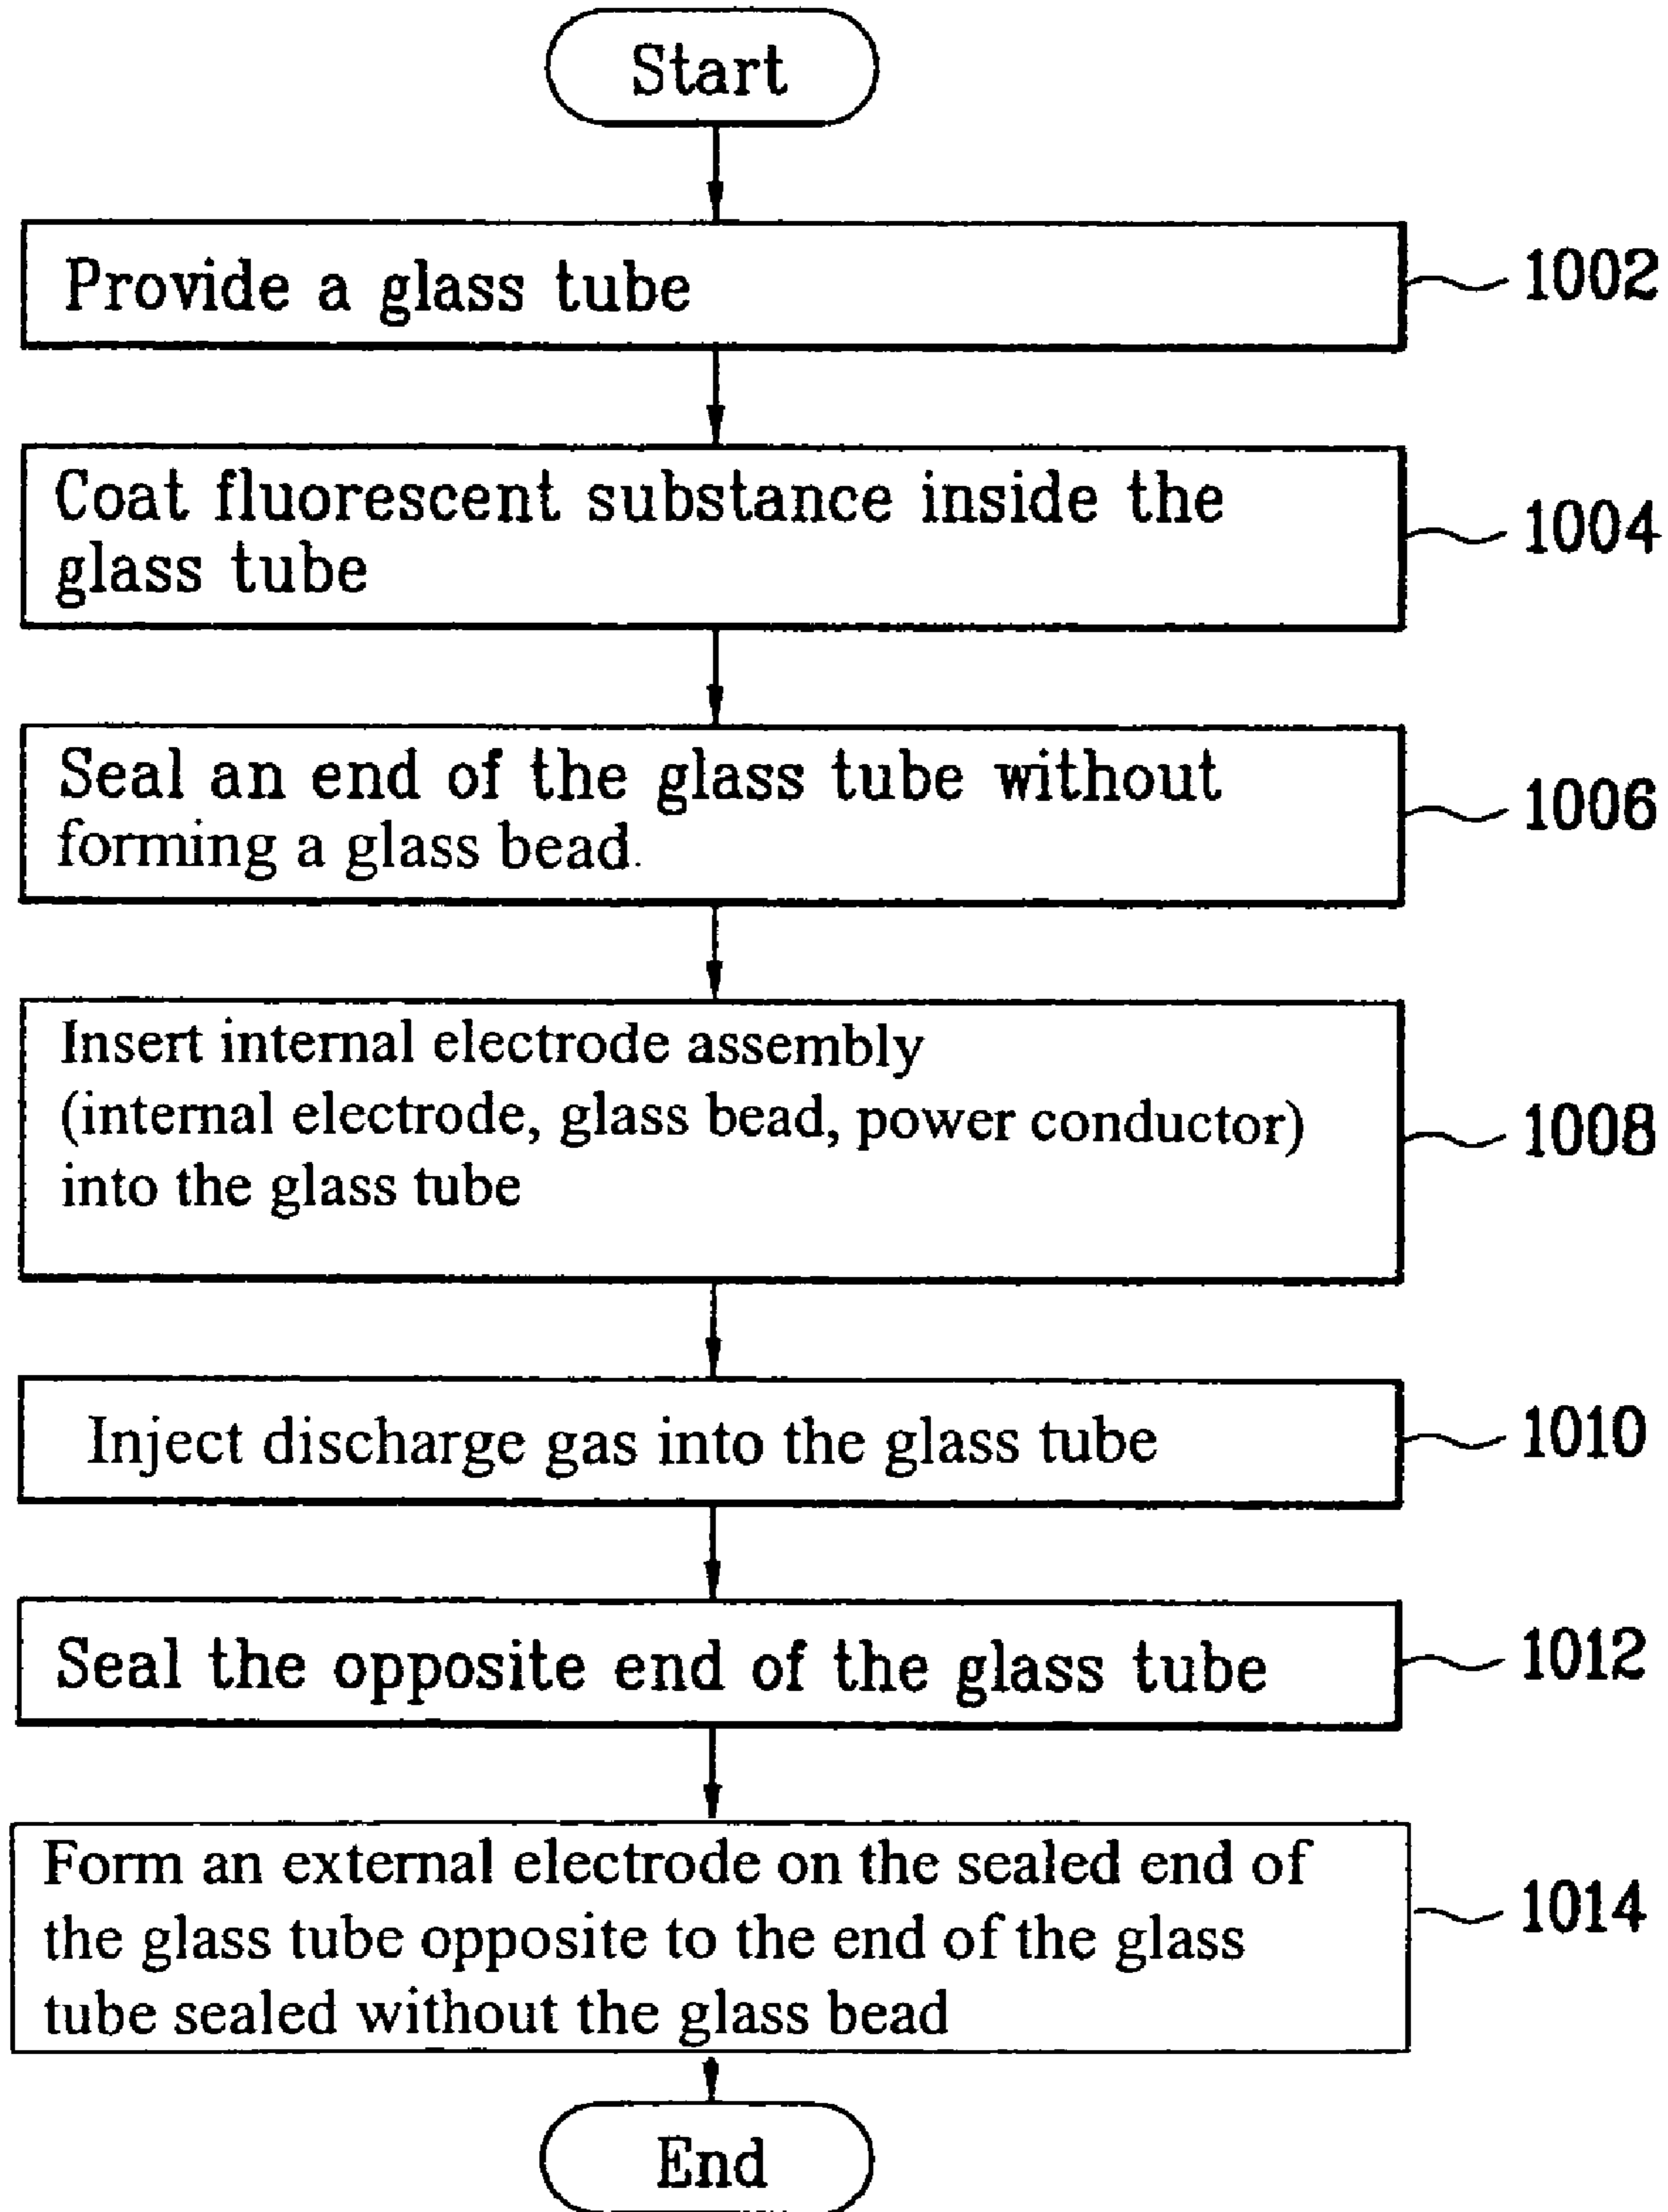 Start
Provide a glass tube
1002
Coat fluorescent substance inside the
glass tube
1004
Seal an end of the glass tube without
forming a glass bead.
1006
Insert internal electrode assembly
(internal electrode, glass bead, power conductor)
into the glass tube
1008
Inject discharge gas into the glass tube
1010
Seal the opposite end of the glass tube
1012
Form an external electrode on the sealed end of
the glass tube opposite to the end of the glass
tube sealed without the glass bead
1014
End